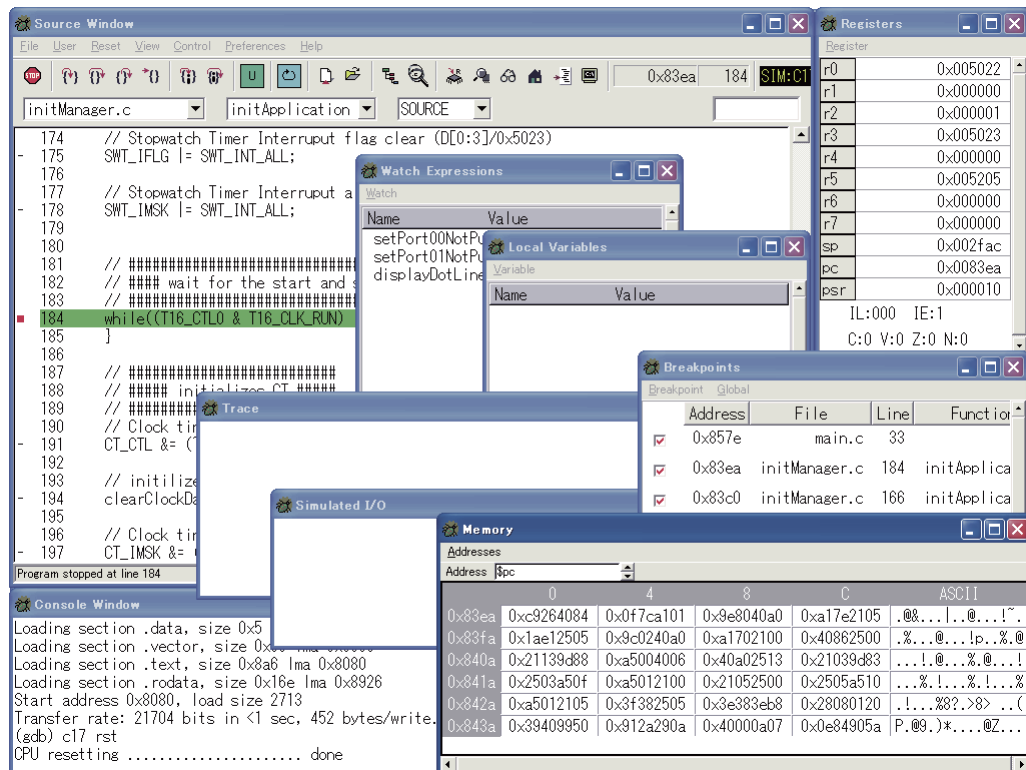 Source Window
File User Reset View Control Preferences Help
STOP U 0x83ea 184 SIM:C1
initManager.c initApplication SOURCE
174 // Stopwatch Timer Interruput flag clear (D[0:3]/0x5023)
- 175 SWT_IFLG |= SWT_INT_ALL;
176
177 // Stopwatch Timer Interruput a
- 178 SWT_IMSK |= SWT_INT_ALL;
179
180
181 // #############################
182 // #### wait for the start and s
183 // #############################
184 while((T16_CTL0 & T16_CLK_RUN)
185 }
186
187 // ##########################
188 // ##### initializes CT #####
189 // #########
190 // Clock tim
- 191 CT_CTL &= (
192
193 // initilize
- 194 clearClockDa
195
196 // Clock tim
- 197 CT_IMSK &=
Program stopped at line 184
Registers
Register
r0 0x005022
r1 0x000000
r2 0x000001
r3 0x005023
r4 0x000000
r5 0x005205
r6 0x000000
r7 0x000000
sp 0x002fac
pc 0x0083ea
psr 0x000010
IL:000 IE:1
C:0 V:0 Z:0 N:0
Watch Expressions
Watch
Name Value
setPort00NotPu
setPort01NotPu
displayDotLine
Local Variables
Variable
Name Value
Breakpoints
Breakpoint Global
Address File Line Function
0x857e main.c 33
0x83ea initManager.c 184 initApplica
0x83c0 initManager.c 166 initApplica
Trace
Simulated I/O
Memory
Addresses
Address $pc
0 4 8 C ASCII
0x83ea 0xc9264084 0x0f7ca101 0x9e8040a0 0xa17e2105 .@&...|..@...!~.
0x83fa 0x1ae12505 0x9c0240a0 0xa1702100 0x40862500 .%...@...!p..%.@
0x840a 0x21139d88 0xa5004006 0x40a02513 0x21039d83 ...!.@...%.@...!
0x841a 0x2503a50f 0xa5012100 0x21052500 0x2505a510 ...%.!...%.!...%
0x842a 0xa5012105 0x3f382505 0x3e383eb8 0x28080120 .!...%8?.>8> ..(
0x843a 0x39409950 0x912a290a 0x40000a07 0x0e84905a P.@9.)*....@Z...
Console Window
Loading section .data, size 0x5
Loading section .vector, size
Loading section .text, size 0x8a6 lma 0x8080
Loading section .rodata, size 0x16e lma 0x8926
Start address 0x8080, load size 2713
Transfer rate: 21704 bits in <1 sec, 452 bytes/write.
(gdb) c17 rst
CPU resetting ...................... done